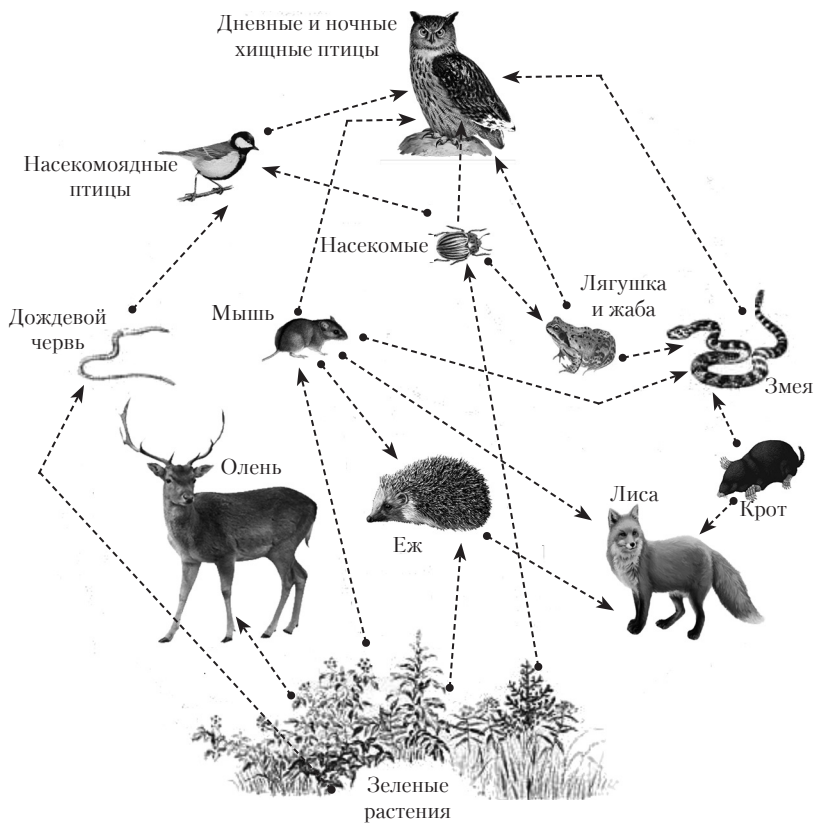 Дневные и ночные
хищные птицы
Насекомоядные
птицы
Насекомые
Лягушка
и жаба
Дождевой
червь
Мышь
Змея
Олень
Еж
Лиса
Крот
Зеленые
растения